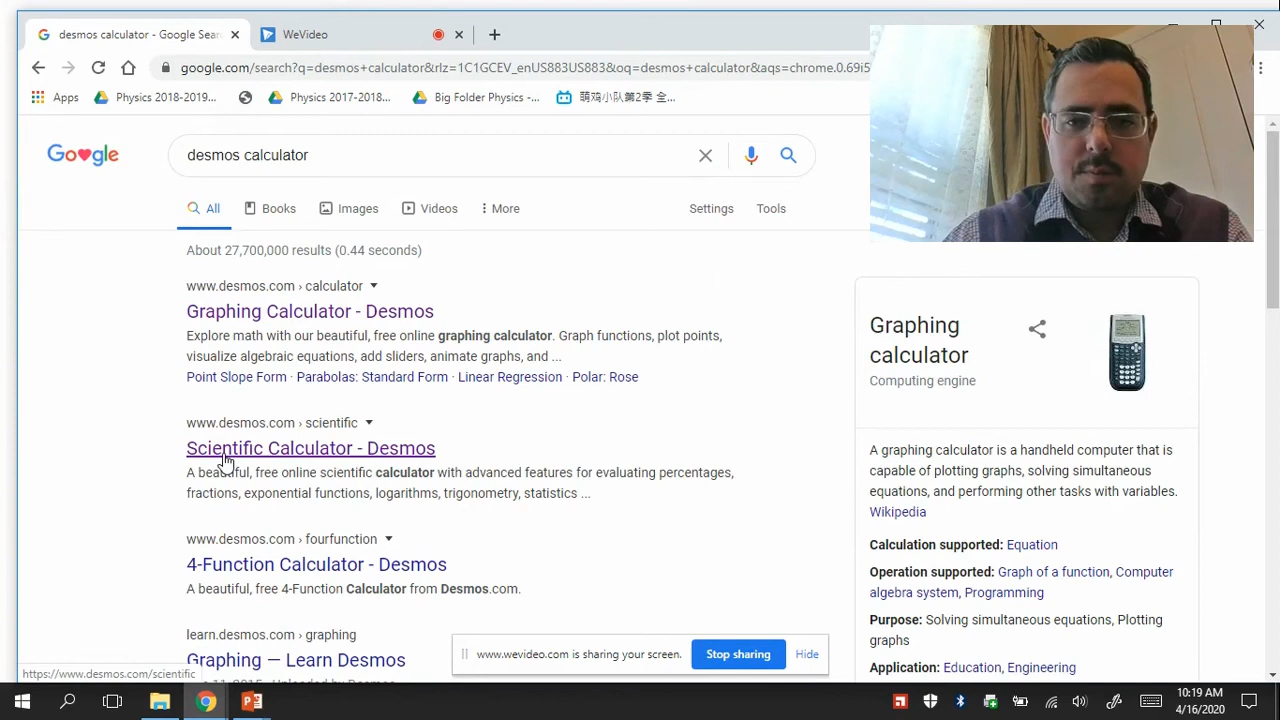 desmos calculator - Google Sear
WeVideo
google.com/search?q=desmos+calculator&rlz=1C1GCEV_enUS883US883&oq=desmos+calculator&aqs=chrome.0.69i5
Apps
Physics 2018-2019...
Physics 2017-2018...
Big Folder Physics -...
萌鸡小队第2季 全...
Google
desmos calculator
All
Books
Images
Videos
More
Settings
Tools
About 27,700,000 results (0.44 seconds)
www.desmos.com › calculator
Graphing Calculator - Desmos
Explore math with our beautiful, free online graphing calculator. Graph functions, plot points,
visualize algebraic equations, add sliders, animate graphs, and ...
Point Slope Form · Parabolas: Standard Form · Linear Regression · Polar: Rose
www.desmos.com › scientific
Scientific Calculator - Desmos
A beautiful, free online scientific calculator with advanced features for evaluating percentages,
fractions, exponential functions, logarithms, trigonometry, statistics ...
www.desmos.com › fourfunction
4-Function Calculator - Desmos
A beautiful, free 4-Function Calculator from Desmos.com.
learn.desmos.com › graphing
Graphing — Learn Desmos
Graphing
calculator
Computing engine
A graphing calculator is a handheld computer that is
capable of plotting graphs, solving simultaneous
equations, and performing other tasks with variables.
Wikipedia
Calculation supported: Equation
Operation supported: Graph of a function, Computer
algebra system, Programming
Purpose: Solving simultaneous equations, Plotting
graphs
Application: Education, Engineering
www.wevideo.com is sharing your screen.
Stop sharing
Hide
https://www.desmos.com/scientific
10:19 AM
4/16/2020